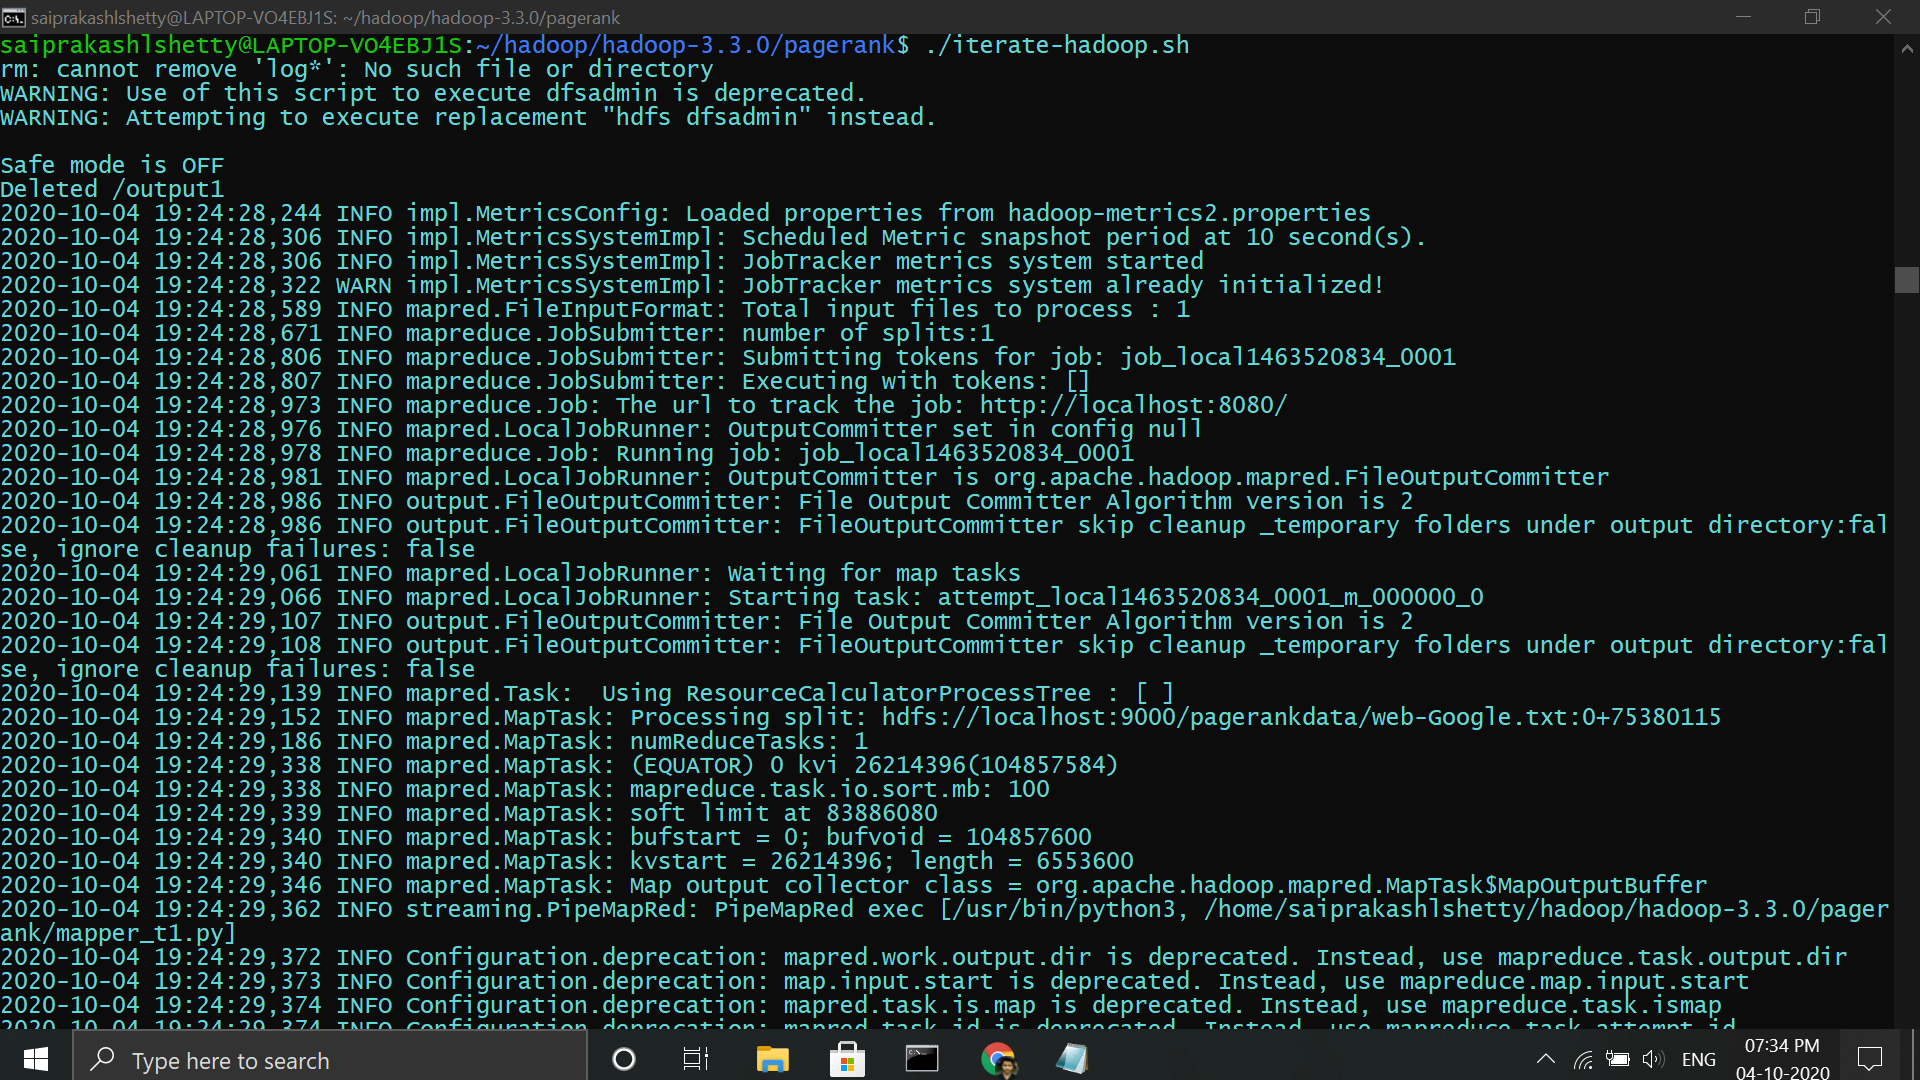 saiprakashlshetty@LAPTOP-VO4EBJ1S: ~/hadoop/hadoop-3.3.0/pagerank
saiprakashlshetty@LAPTOP-VO4EBJ1S:~/hadoop/hadoop-3.3.0/pagerank$ ./iterate-hadoop.sh
rm: cannot remove 'log*': No such file or directory
WARNING: Use of this script to execute dfsadmin is deprecated.
WARNING: Attempting to execute replacement "hdfs dfsadmin" instead.
Safe mode is OFF
Deleted /output1
2020-10-04 19:24:28,244 INFO impl.MetricsConfig: Loaded properties from hadoop-metrics2.properties
2020-10-04 19:24:28,306 INFO impl.MetricsSystemImpl: Scheduled Metric snapshot period at 10 second(s).
2020-10-04 19:24:28,306 INFO impl.MetricsSystemImpl: JobTracker metrics system started
2020-10-04 19:24:28,322 WARN impl.MetricsSystemImpl: JobTracker metrics system already initialized!
2020-10-04 19:24:28,589 INFO mapred.FileInputFormat: Total input files to process : 1
2020-10-04 19:24:28,671 INFO mapreduce.JobSubmitter: number of splits:1
2020-10-04 19:24:28,806 INFO mapreduce.JobSubmitter: Submitting tokens for job: job_local1463520834_0001
2020-10-04 19:24:28,807 INFO mapreduce.JobSubmitter: Executing with tokens: []
2020-10-04 19:24:28,973 INFO mapreduce.Job: The url to track the job: http://localhost:8080/
2020-10-04 19:24:28,976 INFO mapred.LocalJobRunner: OutputCommitter set in config null
2020-10-04 19:24:28,978 INFO mapreduce.Job: Running job: job_local1463520834_0001
2020-10-04 19:24:28,981 INFO mapred.LocalJobRunner: OutputCommitter is org.apache.hadoop.mapred.FileOutputCommitter
2020-10-04 19:24:28,986 INFO output.FileOutputCommitter: File Output Committer Algorithm version is 2
2020-10-04 19:24:28,986 INFO output.FileOutputCommitter: FileOutputCommitter skip cleanup _temporary folders under output directory:fal
se, ignore cleanup failures: false
2020-10-04 19:24:29,061 INFO mapred.LocalJobRunner: Waiting for map tasks
2020-10-04 19:24:29,066 INFO mapred.LocalJobRunner: Starting task: attempt_local1463520834_0001_m_000000_0
2020-10-04 19:24:29,107 INFO output.FileOutputCommitter: File Output Committer Algorithm version is 2
2020-10-04 19:24:29,108 INFO output.FileOutputCommitter: FileOutputCommitter skip cleanup _temporary folders under output directory:fal
se, ignore cleanup failures: false
2020-10-04 19:24:29,139 INFO mapred.Task:  Using ResourceCalculatorProcessTree : [ ]
2020-10-04 19:24:29,152 INFO mapred.MapTask: Processing split: hdfs://localhost:9000/pagerankdata/web-Google.txt:0+75380115
2020-10-04 19:24:29,186 INFO mapred.MapTask: numReduceTasks: 1
2020-10-04 19:24:29,338 INFO mapred.MapTask: (EQUATOR) 0 kvi 26214396(104857584)
2020-10-04 19:24:29,338 INFO mapred.MapTask: mapreduce.task.io.sort.mb: 100
2020-10-04 19:24:29,339 INFO mapred.MapTask: soft limit at 83886080
2020-10-04 19:24:29,340 INFO mapred.MapTask: bufstart = 0; bufvoid = 104857600
2020-10-04 19:24:29,340 INFO mapred.MapTask: kvstart = 26214396; length = 6553600
2020-10-04 19:24:29,346 INFO mapred.MapTask: Map output collector class = org.apache.hadoop.mapred.MapTask$MapOutputBuffer
2020-10-04 19:24:29,362 INFO streaming.PipeMapRed: PipeMapRed exec [/usr/bin/python3, /home/saiprakashlshetty/hadoop/hadoop-3.3.0/pager
ank/mapper_t1.py]
2020-10-04 19:24:29,372 INFO Configuration.deprecation: mapred.work.output.dir is deprecated. Instead, use mapreduce.task.output.dir
2020-10-04 19:24:29,373 INFO Configuration.deprecation: map.input.start is deprecated. Instead, use mapreduce.map.input.start
2020-10-04 19:24:29,374 INFO Configuration.deprecation: mapred.task.is.map is deprecated. Instead, use mapreduce.task.ismap
2020-10-04 19:24:29,374 INFO Configuration.deprecation: mapred.task.id is deprecated. Instead, use mapreduce.task.attempt.id
Type here to search
ENG
07:34 PM
04-10-2020